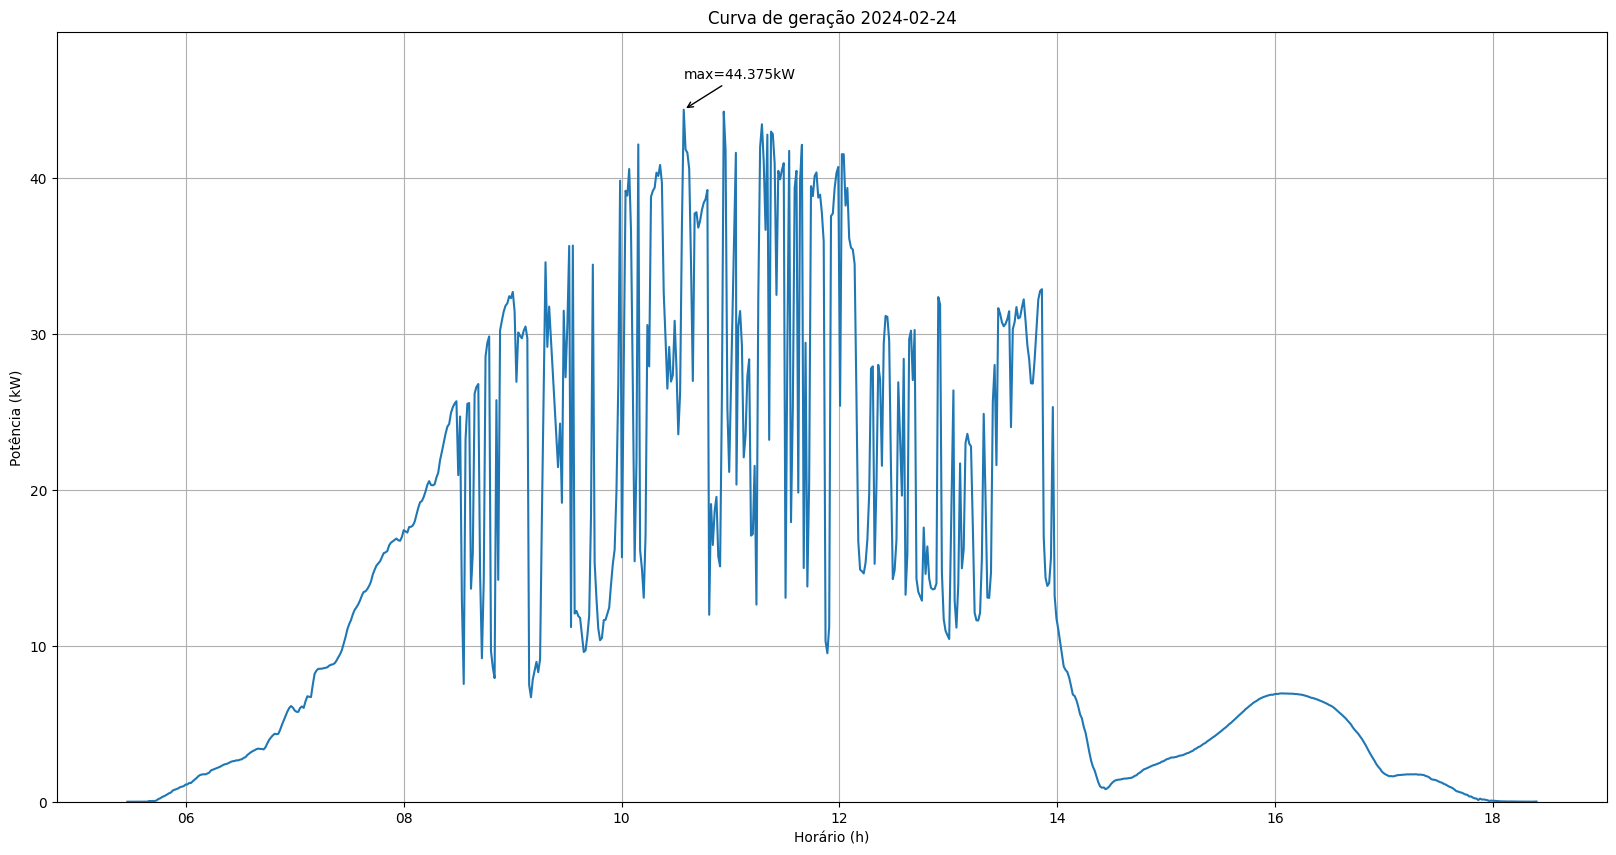 Curva de geração 2024-02-24
max=44.375kW
40
30
20
10
0
Potência (kW)
06 08 10 12 14 16 18
Horário (h)